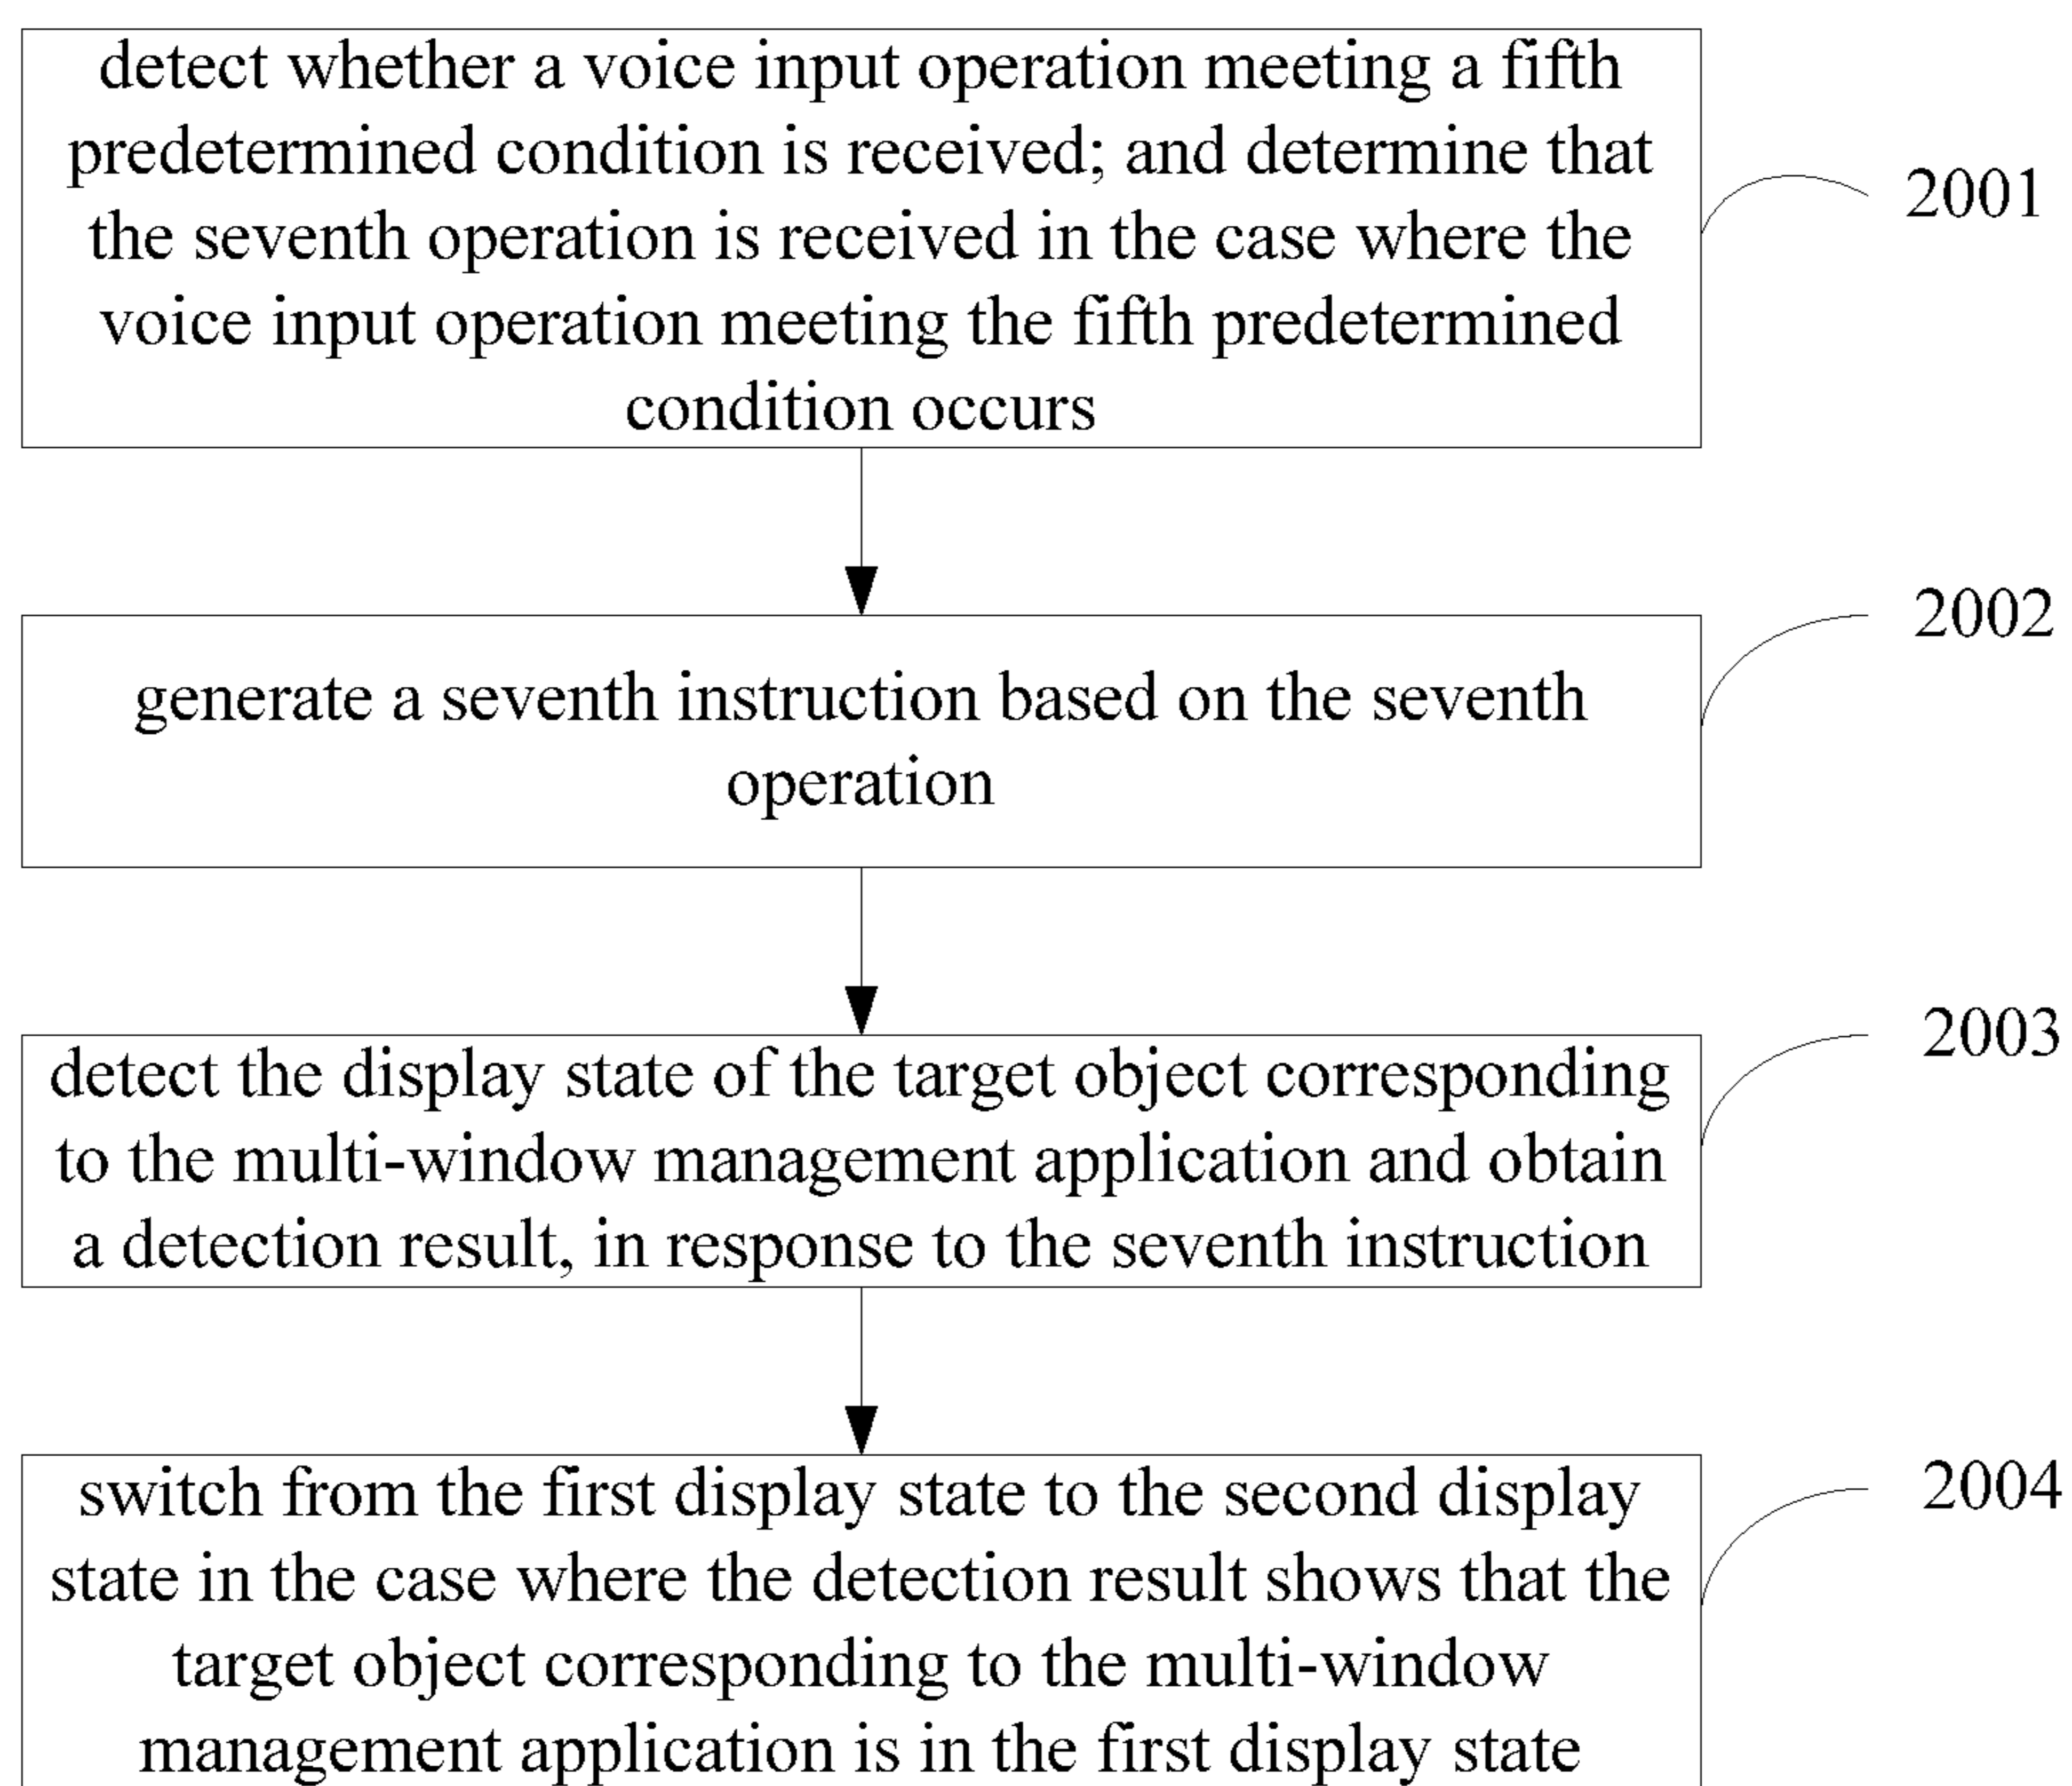 detect whether a voice input operation meeting a fifth
predetermined condition is received; and determine that
the seventh operation is received in the case where the
voice input operation meeting the fifth predetermined
condition occurs
2001
generate a seventh instruction based on the seventh
operation
2002
detect the display state of the target object corresponding
to the multi-window management application and obtain
a detection result, in response to the seventh instruction
2003
switch from the first display state to the second display
state in the case where the detection result shows that the
target object corresponding to the multi-window
management application is in the first display state
2004